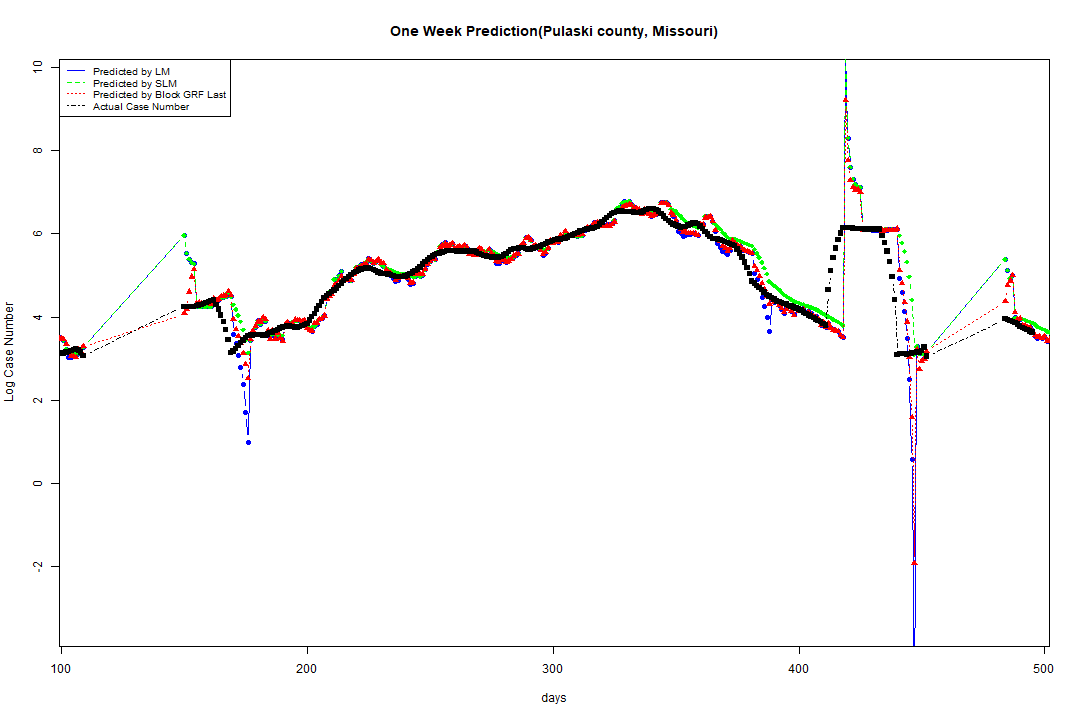 One Week Prediction(Pulaski county, Missouri)
Predicted by LM
Predicted by SLM
Predicted by Block GRF Last
Actual Case Number
Log Case Number
10
8
6
4
2
0
-2
100 200 300 400 500
days